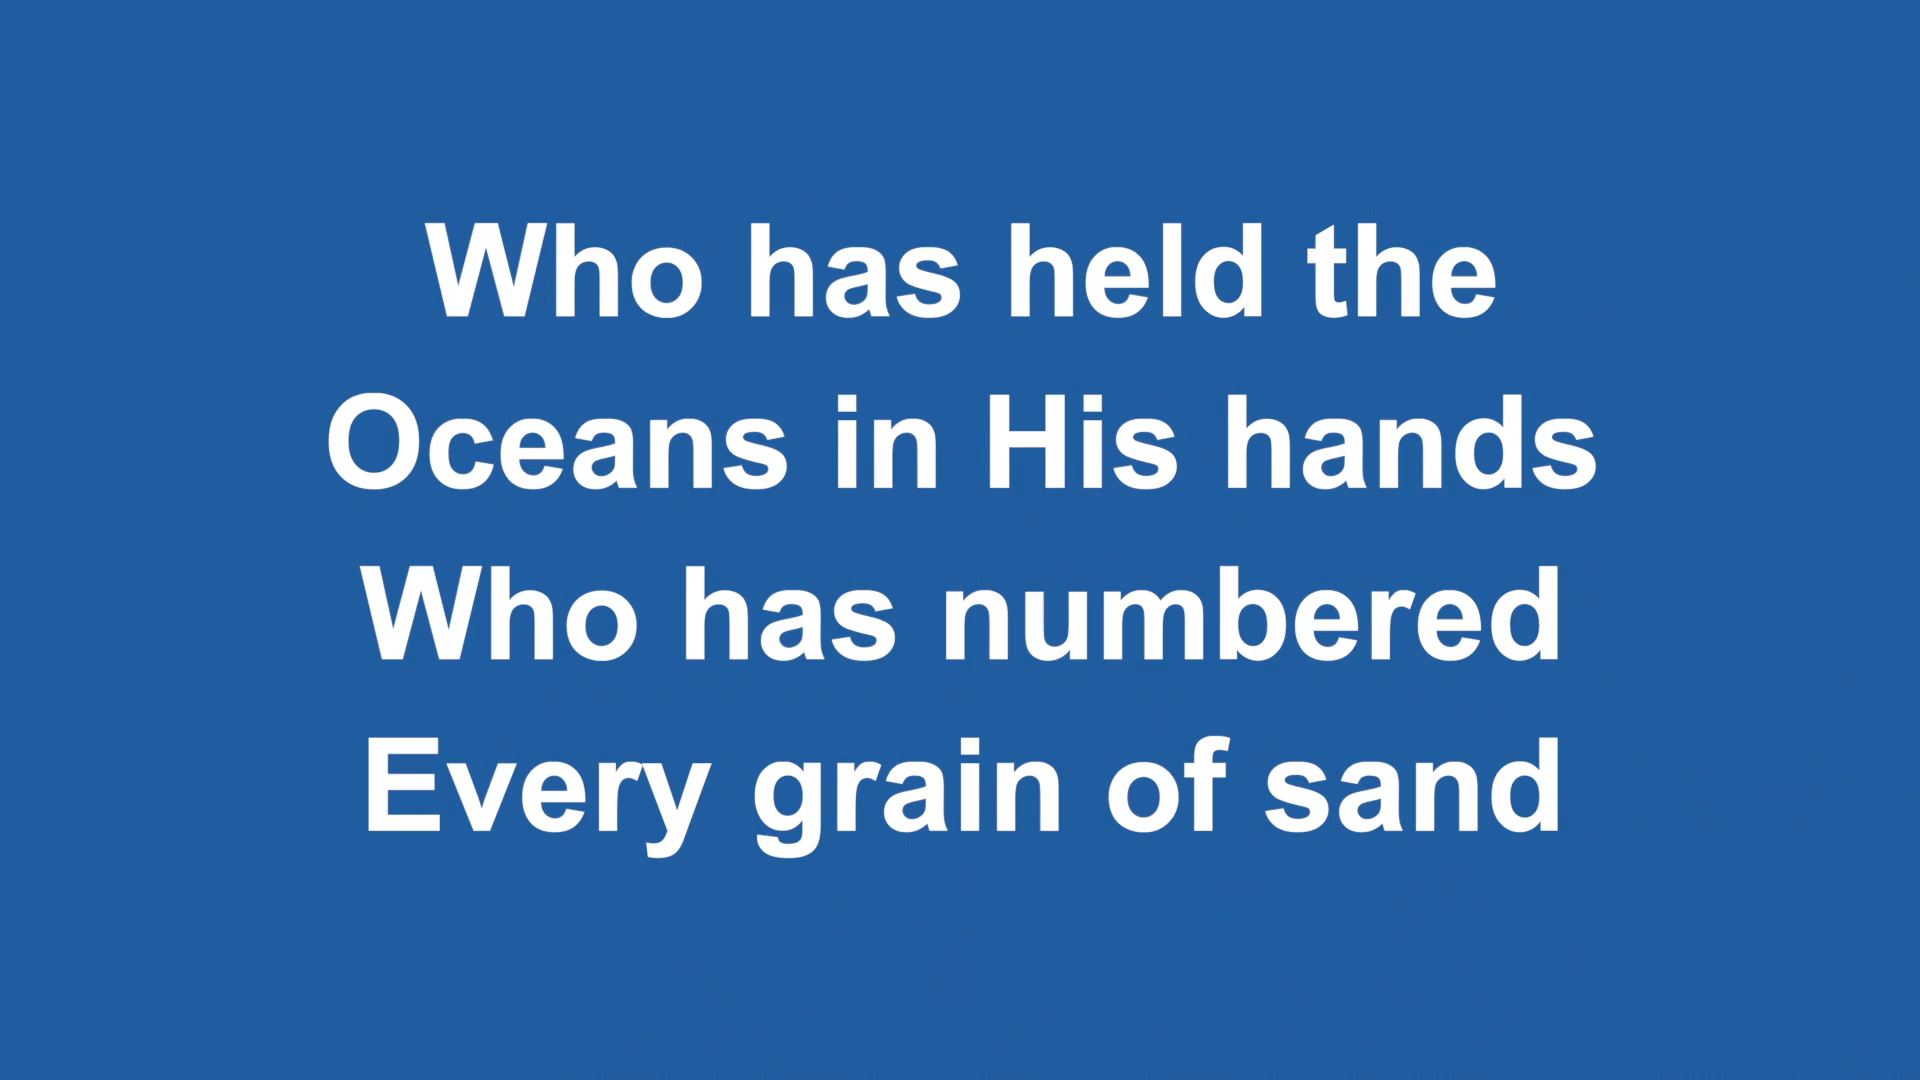 Who has held the
Oceans in His hands
Who has numbered
Every grain of sand